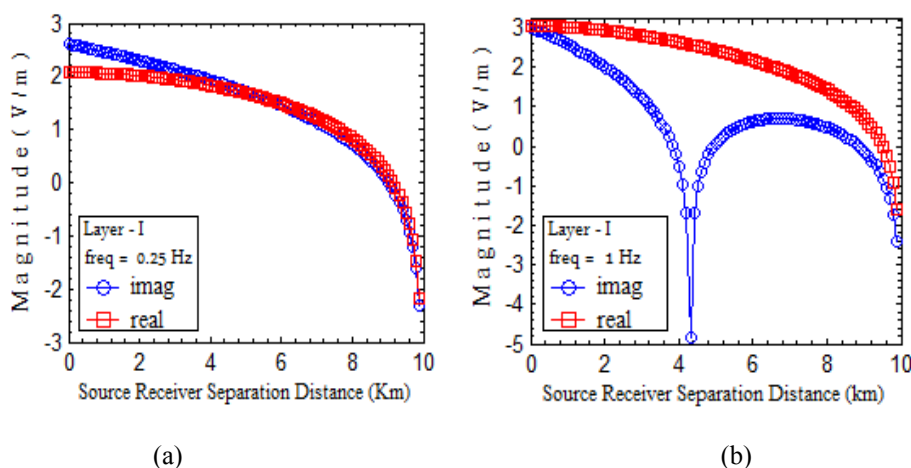 (a)
Magnitude ( V/m )
3
2
1
0
-1
-2
-3
Layer - I
freq = 0.25 Hz
imag
real
0 2 4 6 8 10
Source Receiver Separation Distance (Km)
(a)
b)
Magnitude ( V/m )
3
2
1
0
-1
-2
-3
-4
-5
Layer - I
freq = 1 Hz
imag
real
0 2 4 6 8 10
Source Receiver Separation Distance (km)
(b)